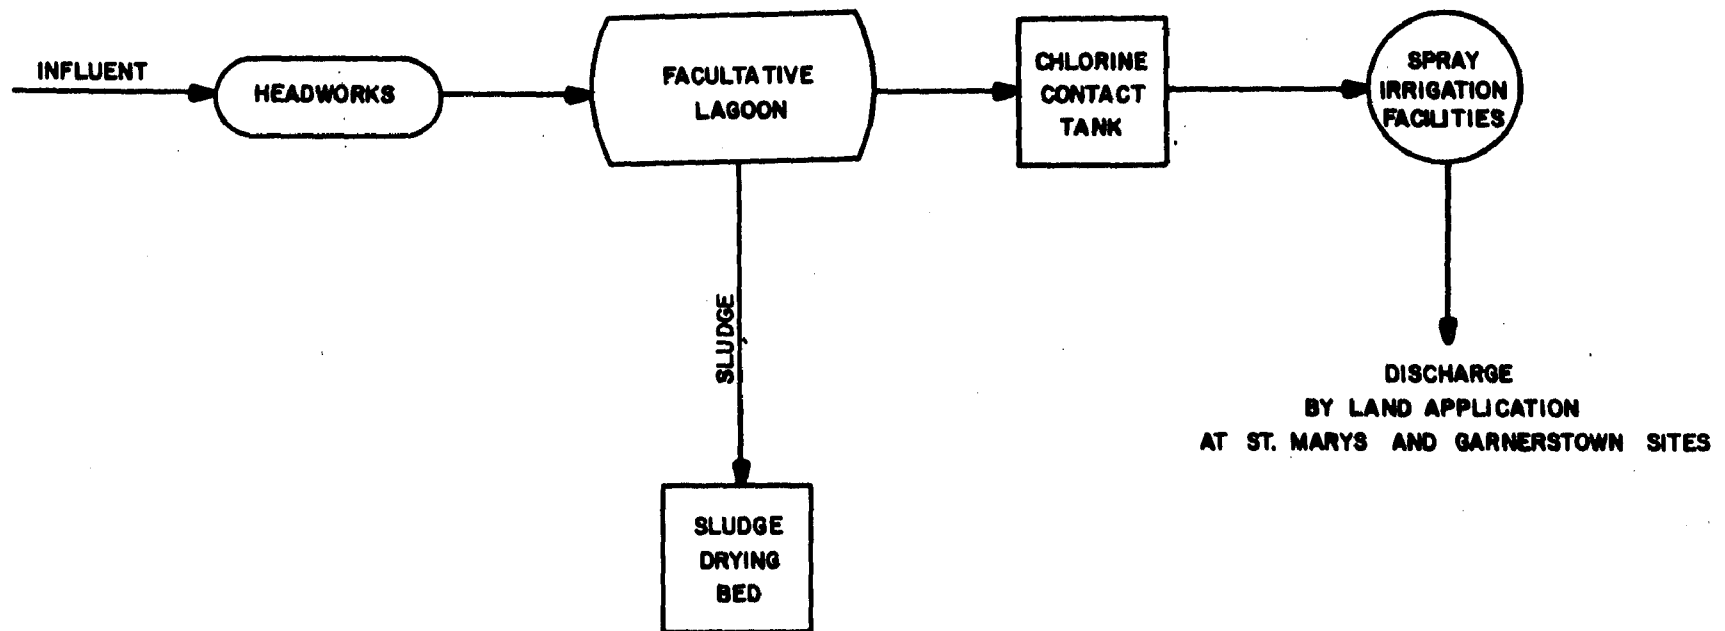 INFLUENT
HEADWORKS
FACULTATIVE
LAGOON
CHLORINE
CONTACT
TANK
SPRAY
IRRIGATION
FACILITIES
SLUDGE
DISCHARGE
BY LAND APPLICATION
AT ST. MARYS AND GARNERSTOWN SITES
SLUDGE
DRYING
BED